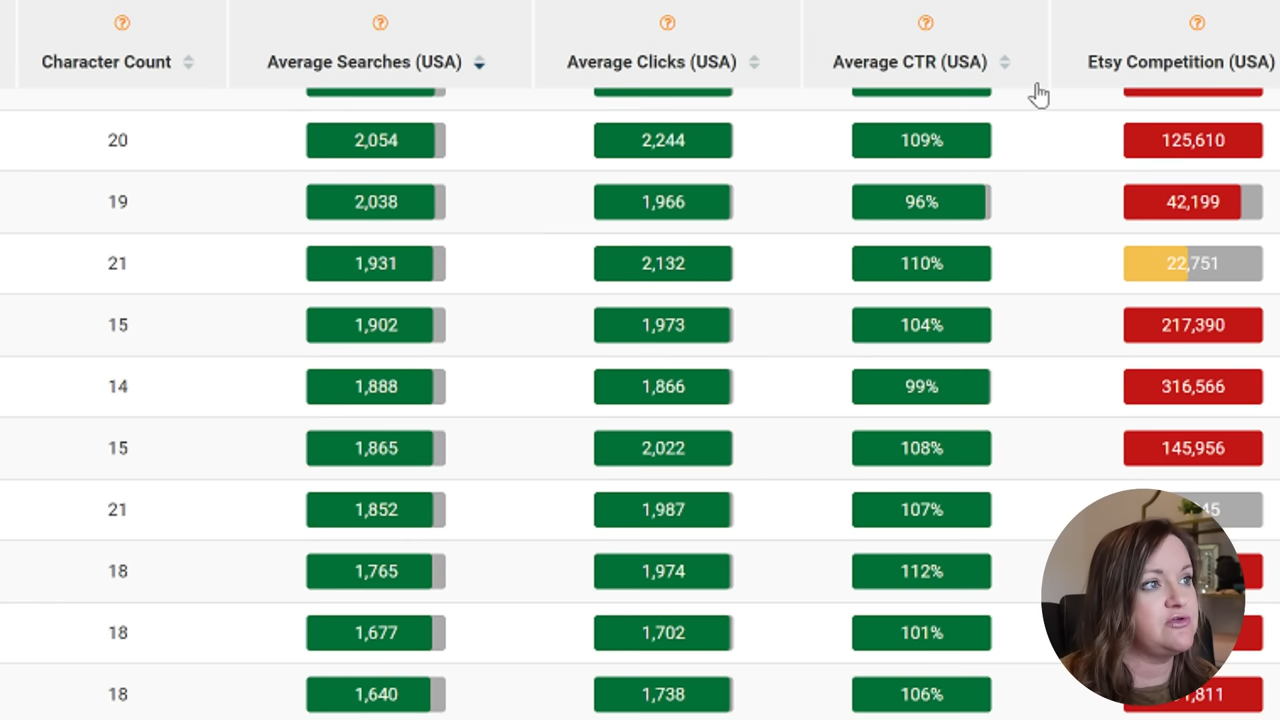 Character Count Average Searches (USA) Average Clicks (USA) Average CTR (USA) Etsy Competition (USA)
20 2,054 2,244 109% 125,610
19 2,038 1,966 96% 42,199
21 1,931 2,132 110% 22,751
15 1,902 1,973 104% 217,390
14 1,888 1,866 99% 316,566
15 1,865 2,022 108% 145,956
21 1,852 1,987 107%
18 1,765 1,974 112%
18 1,677 1,702 101%
18 1,640 1,738 106%